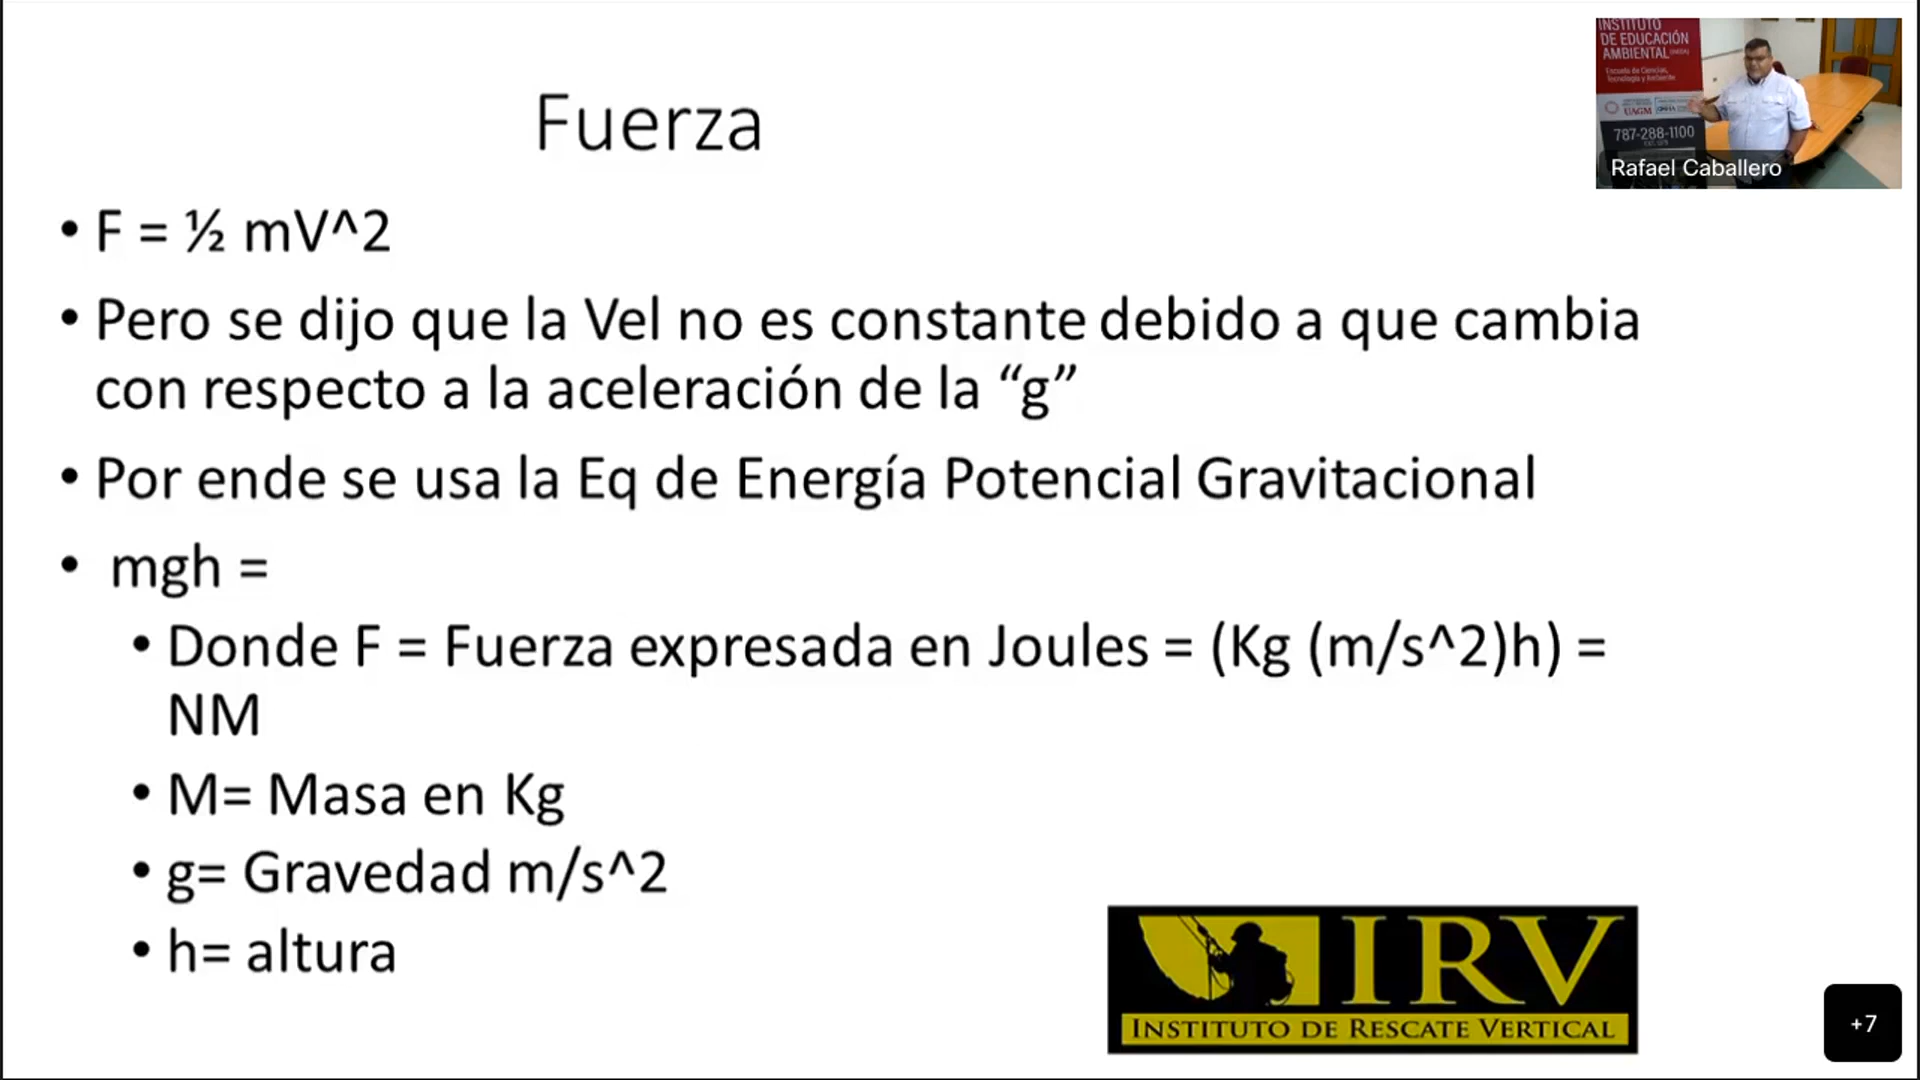 Fuerza
• F = ½ mV^2
• Pero se dijo que la Vel no es constante debido a que cambia
con respecto a la aceleración de la “g”
• Por ende se usa la Eq de Energía Potencial Gravitacional
• mgh =
• Donde F = Fuerza expresada en Joules = (Kg (m/s^2)h) =
NM
• M= Masa en Kg
• g= Gravedad m/s^2
• h= altura
INSTITUTO
DE EDUCACIÓN
AMBIENTAL
Escuela de Ciencias,
Tecnología y Ambiente
UAGM
OSHA
787-288-1100
Rafael Caballero
IRV
INSTITUTO DE RESCATE VERTICAL
+7